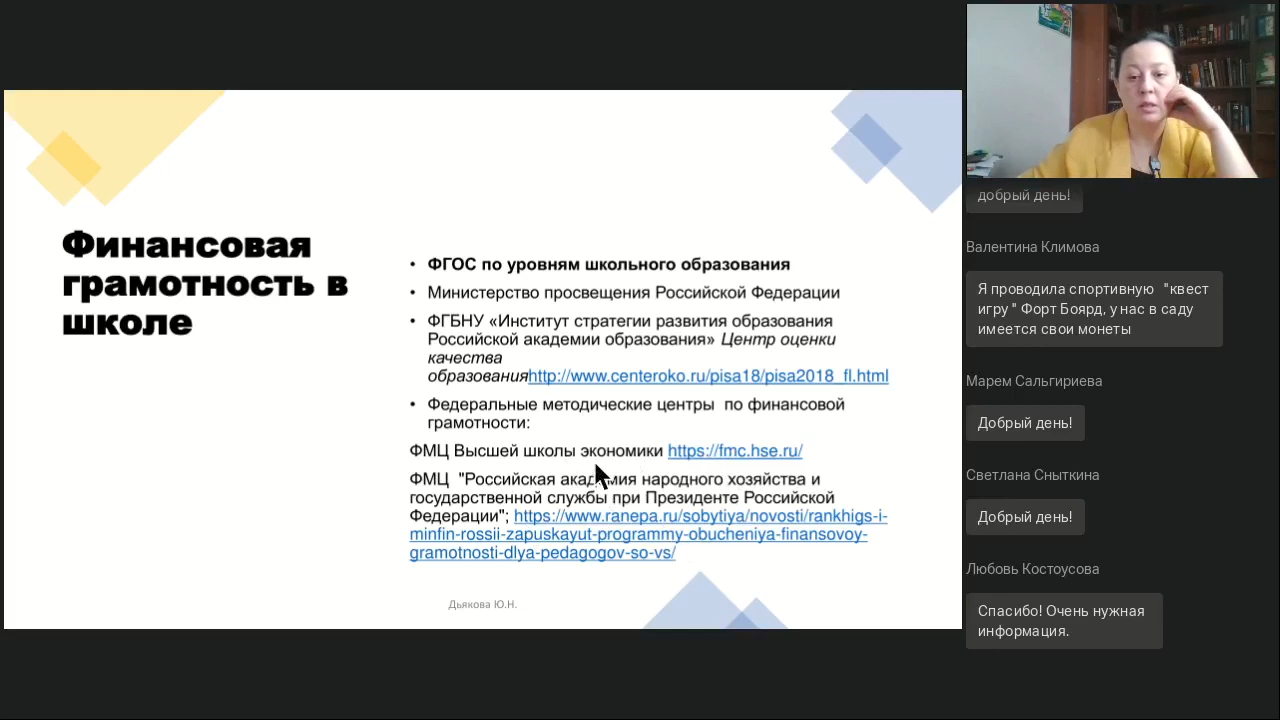 Финансовая
грамотность в
школе
• ФГОС по уровням школьного образования
• Министерство просвещения Российской Федерации
• ФГБНУ «Институт стратегии развития образования
Российской академии образования» Центр оценки
качества
образованияhttp://www.centeroko.ru/pisa18/pisa2018_fl.html
• Федеральные методические центры по финансовой
грамотности:
ФМЦ Высшей школы экономики https://fmc.hse.ru/
ФМЦ "Российская академия народного хозяйства и
государственной службы при Президенте Российской
Федерации"; https://www.ranepa.ru/sobytiya/novosti/rankhigs-i-
minfin-rossii-zapuskayut-programmy-obucheniya-finansovoy-
gramotnosti-dlya-pedagogov-so-vs/
Дьякова Ю.Н.
добрый день!
Валентина Климова
Я проводила спортивную "квест
игру " Форт Боярд, у нас в саду
имеется свои монеты
Марем Сальгириева
Добрый день!
Светлана Сныткина
Добрый день!
Любовь Костоусова
Спасибо! Очень нужная
информация.